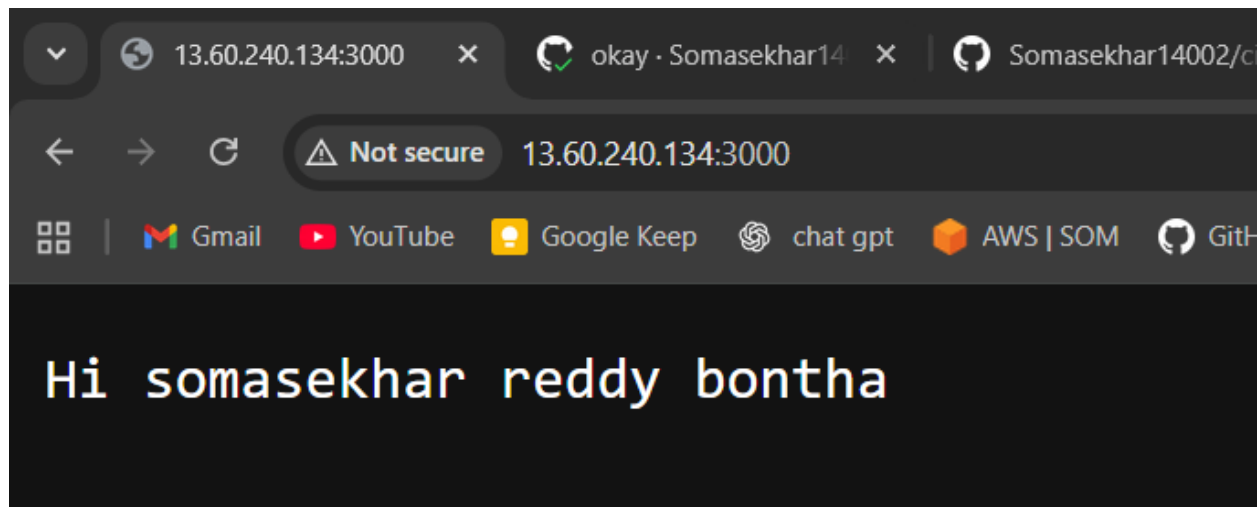 13.60.240.134:3000 okay · Somasekhar14 Somasekhar14002/ci
Not secure 13.60.240.134:3000
Gmail YouTube Google Keep chat gpt AWS | SOM
Hi somasekhar reddy bontha